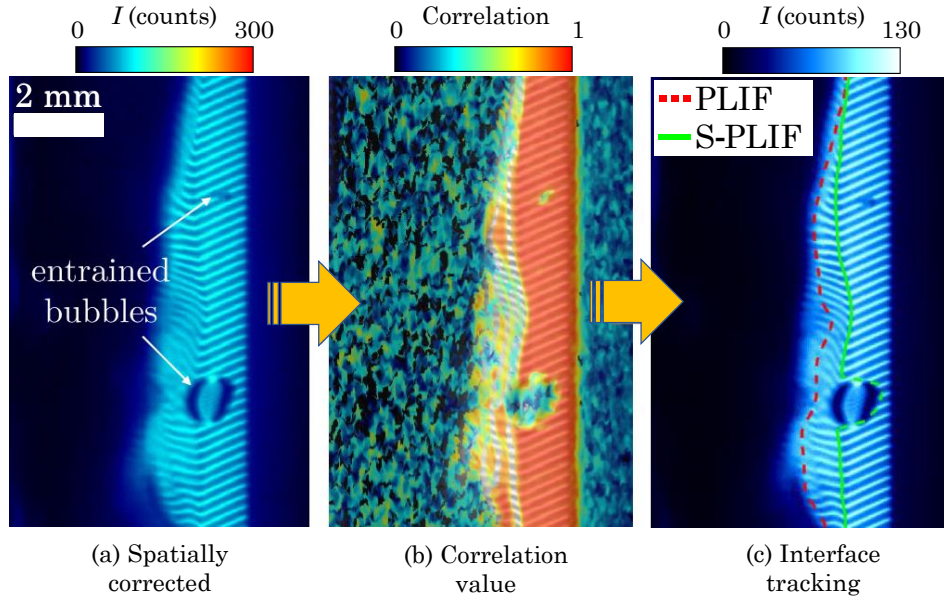 I (counts)
0 300
Correlation
0 1
I (counts)
0 130
2 mm
entrained
bubbles
PLIF
S-PLIF
(a) Spatially
corrected
(b) Correlation
value
(c) Interface
tracking